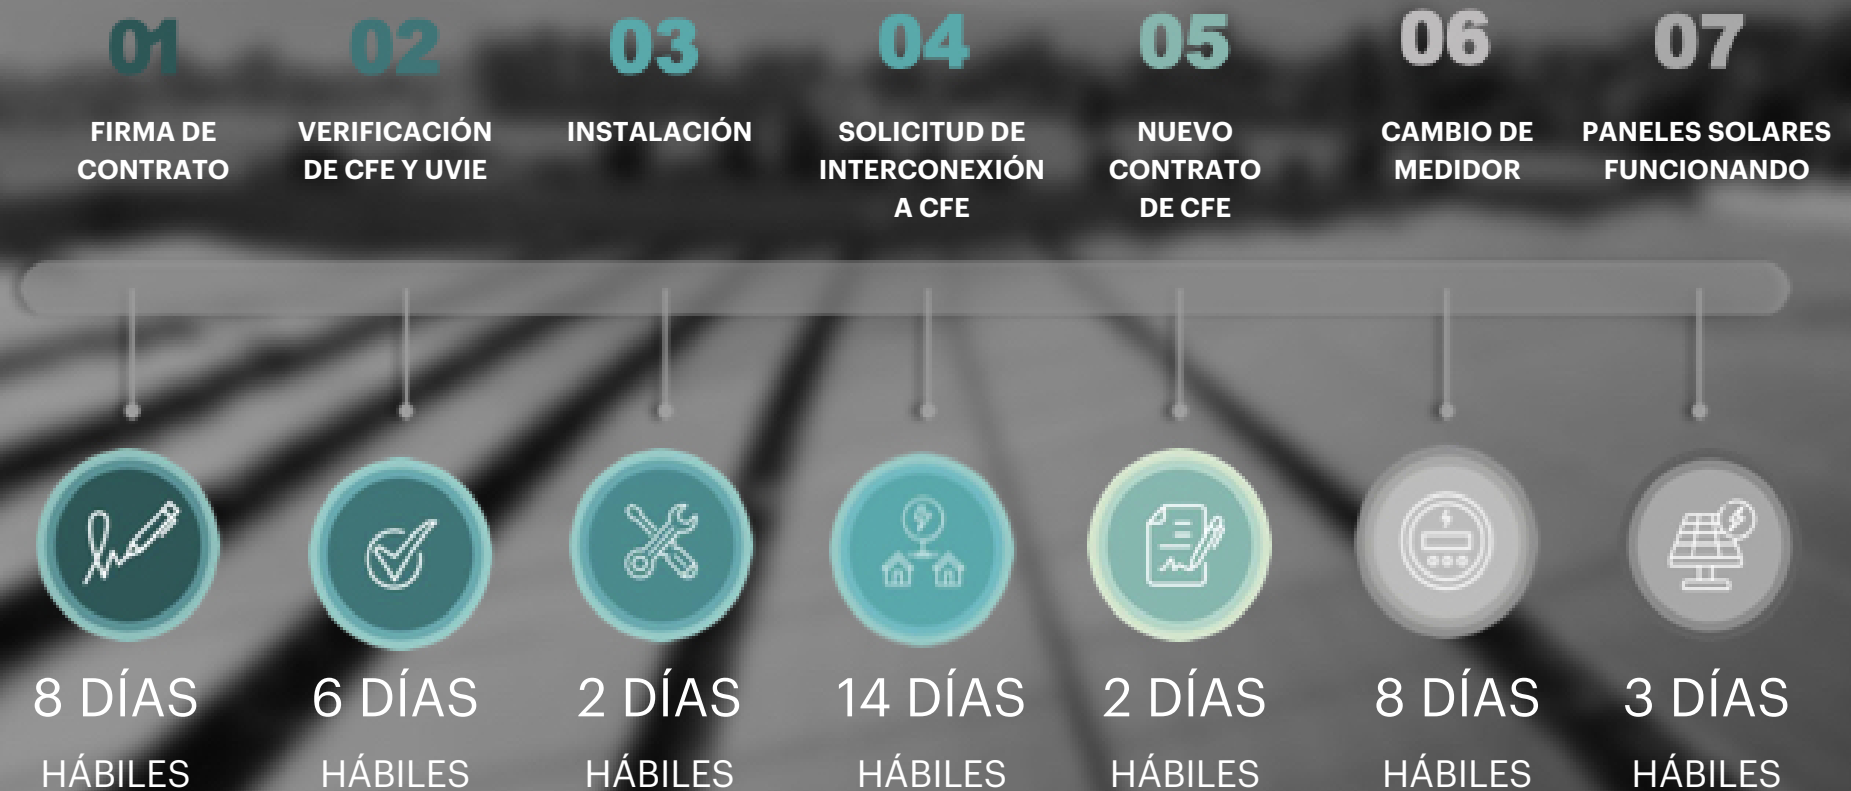 01
FIRMA DE
CONTRATO
02
VERIFICACIÓN
DE CFE Y UVIE
03
INSTALACIÓN
04
SOLICITUD DE
INTERCONEXIÓN
A CFE
05
NUEVO
CONTRATO
DE CFE
06
CAMBIO DE
MEDIDOR
07
PANELES SOLARES
FUNCIONANDO
8 DÍAS
HÁBILES
6 DÍAS
HÁBILES
2 DÍAS
HÁBILES
14 DÍAS
HÁBILES
2 DÍAS
HÁBILES
8 DÍAS
HÁBILES
3 DÍAS
HÁBILES